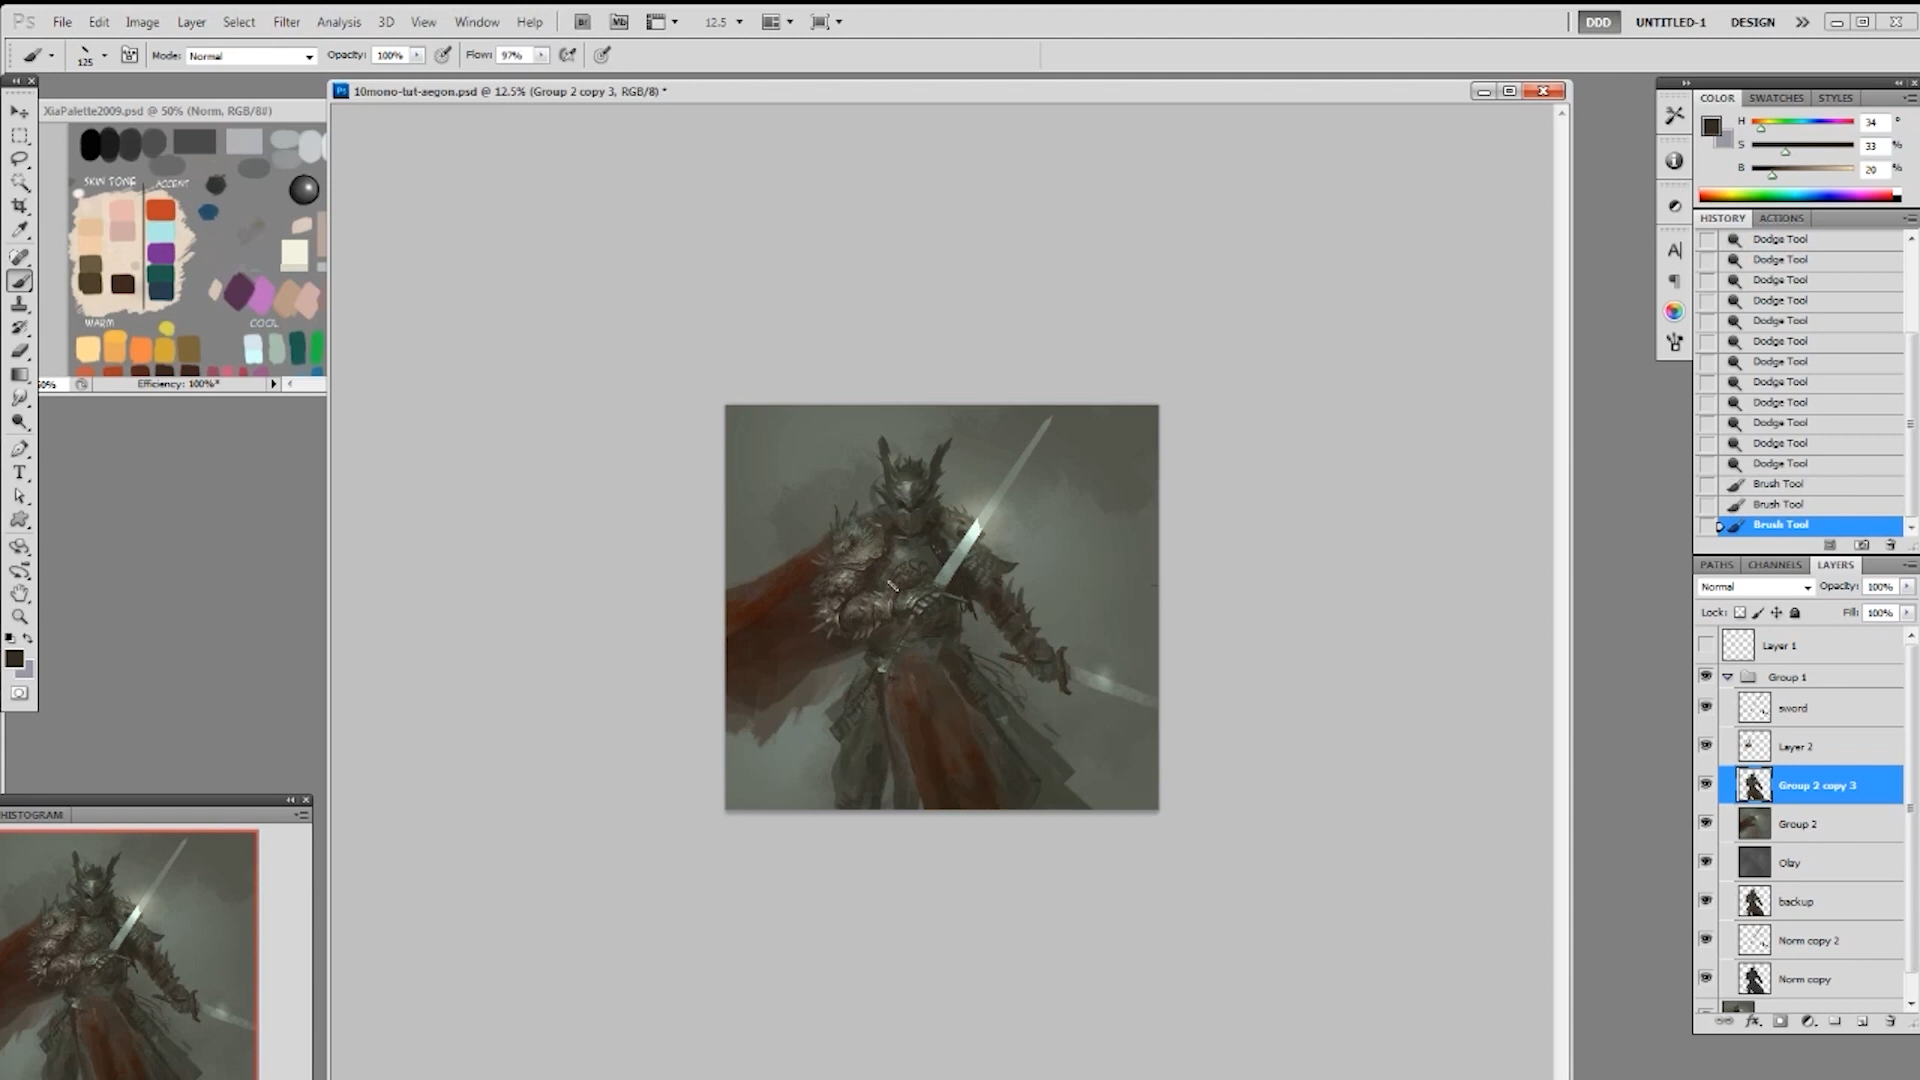 Ps File Edit Image Layer Select Filter Analysis 3D View Window Help Br Mb 12.5 DDD UNTITLED-1 DESIGN
125 Mode: Normal Opacity: 100% Flow: 97%
XiaPalette2009.psd @ 50% (Norm, RGB/8#)
SKIN TONE ACCENT
WARM COOL
Efficiency: 100%*
Ps 10mono-tut-aegon.psd @ 12.5% (Group 2 copy 3, RGB/8) *
HISTOGRAM
COLOR SWATCHES STYLES
H 34 °
S 33 %
B 20 %
HISTORY ACTIONS
Dodge Tool
Dodge Tool
Dodge Tool
Dodge Tool
Dodge Tool
Dodge Tool
Dodge Tool
Dodge Tool
Dodge Tool
Dodge Tool
Dodge Tool
Dodge Tool
Brush Tool
Brush Tool
Brush Tool
PATHS CHANNELS LAYERS
Normal Opacity: 100%
Lock: Fill: 100%
Layer 1
Group 1
sword
Layer 2
Group 2 copy 3
Group 2
Olay
backup
Norm copy 2
Norm copy